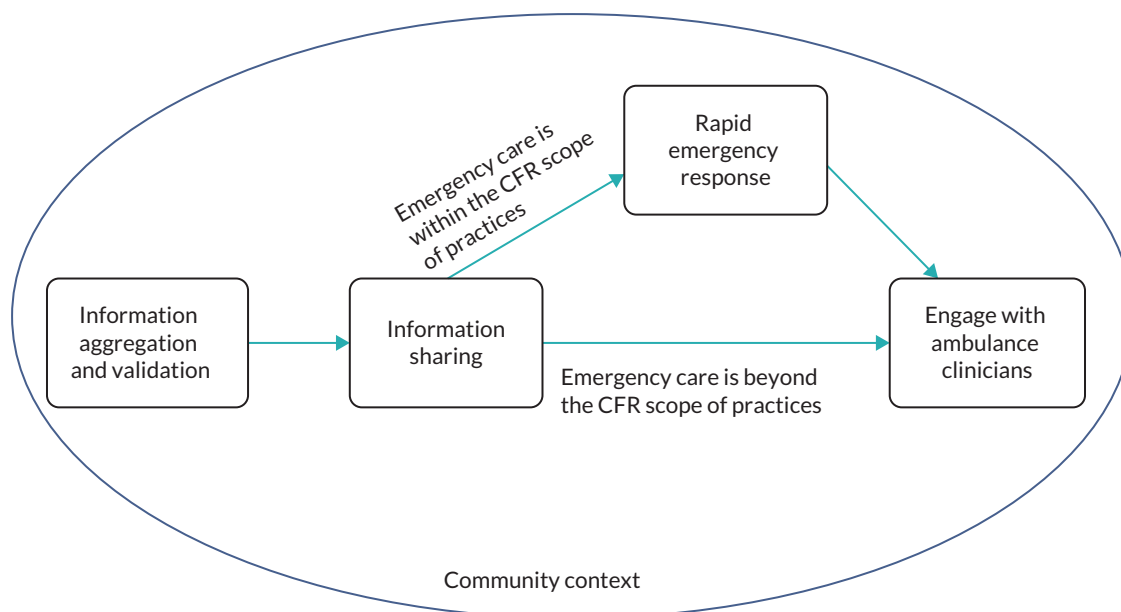 Information
aggregation
and validation
Information
sharing
Emergency care is
within the CFR scope
of practices
Rapid
emergency
response
Emergency care is beyond
the CFR scope of practices
Engage with
ambulance
clinicians
Community context